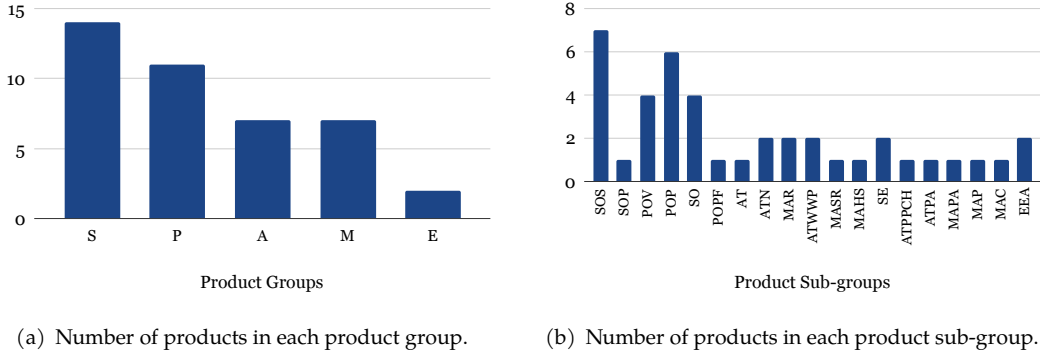 15
10
5
0
S P A M E
Product Groups
(a) Number of products in each product group.
8
6
4
2
0
SOS SOP POV POP SO POPF AT ATN MAR ATWWP MASR MAHS SE ATPPCH ATPA MAPA MAP MAC EEA
Product Sub-groups
(b) Number of products in each product sub-group.